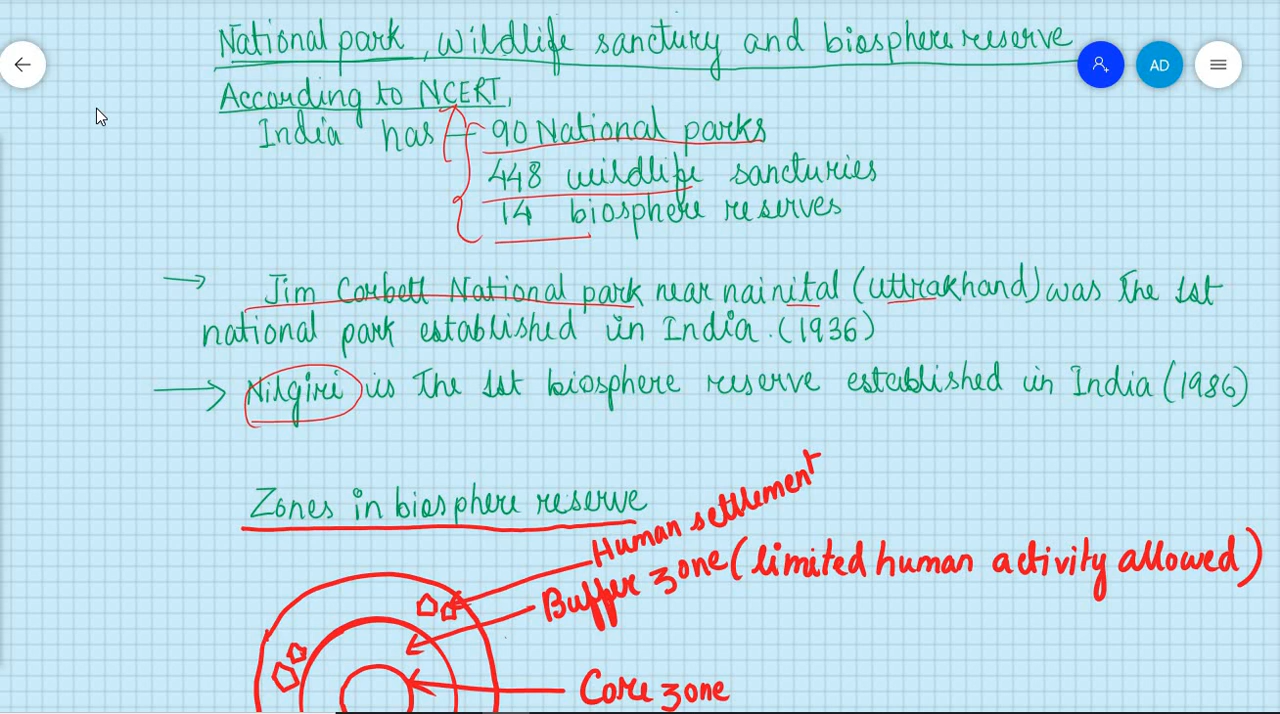 National park, wildlife sanctury and biosphere reserve
AD
According to NCERT,
India has — 90 National parks
448 wildlife sancturies
14 biosphere reserves
→ Jim Corbett National park near nainital (uttrakhand) was the 1st
national park established in India. (1936)
→ Nilgiri is the 1st biosphere reserve established in India (1986)
Zones in biosphere reserve
Human settlement
Buffer zone (limited human activity allowed)
Core zone